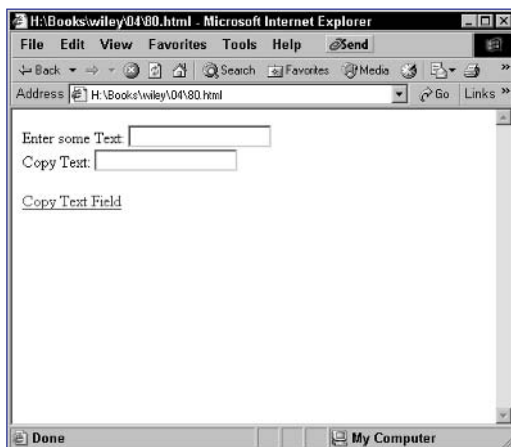 H:\Books\wiley\04\80.html - Microsoft Internet Explorer
File Edit View Favorites Tools Help Send
Back Search Favorites Media »
Address H:\Books\wiley\04\80.html Go Links »
Enter some Text:
Copy Text:
Copy Text Field
Done My Computer